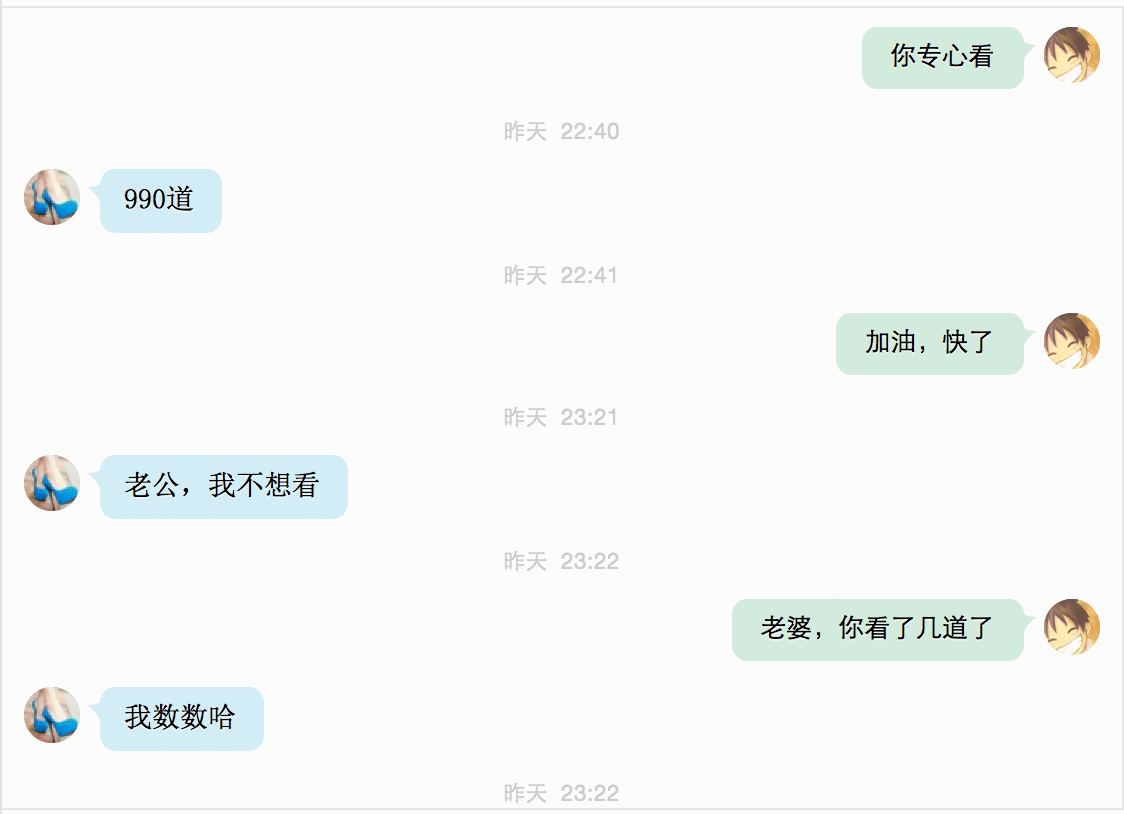 你专心看
昨天 22:40
990道
昨天 22:41
加油，快了
昨天 23:21
老公，我不想看
昨天 23:22
老婆，你看了几道了
我数数哈
昨天 23:22